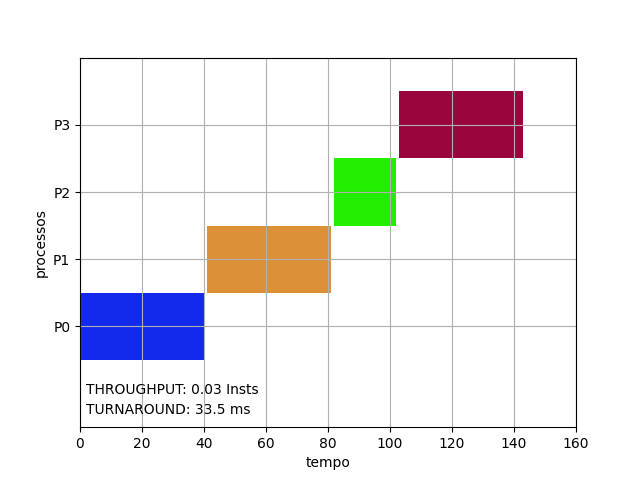 P3
P2
P1
P0
processos
THROUGHPUT: 0.03 Insts
TURNAROUND: 33.5 ms
0 20 40 60 80 100 120 140 160
tempo